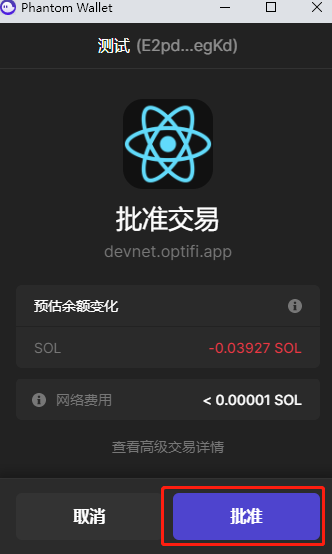 Phantom Wallet
测试 (E2pd...egKd)
批准交易
devnet.optifi.app
预估余额变化
SOL -0.03927 SOL
网络费用 < 0.00001 SOL
查看高级交易详情
取消 批准